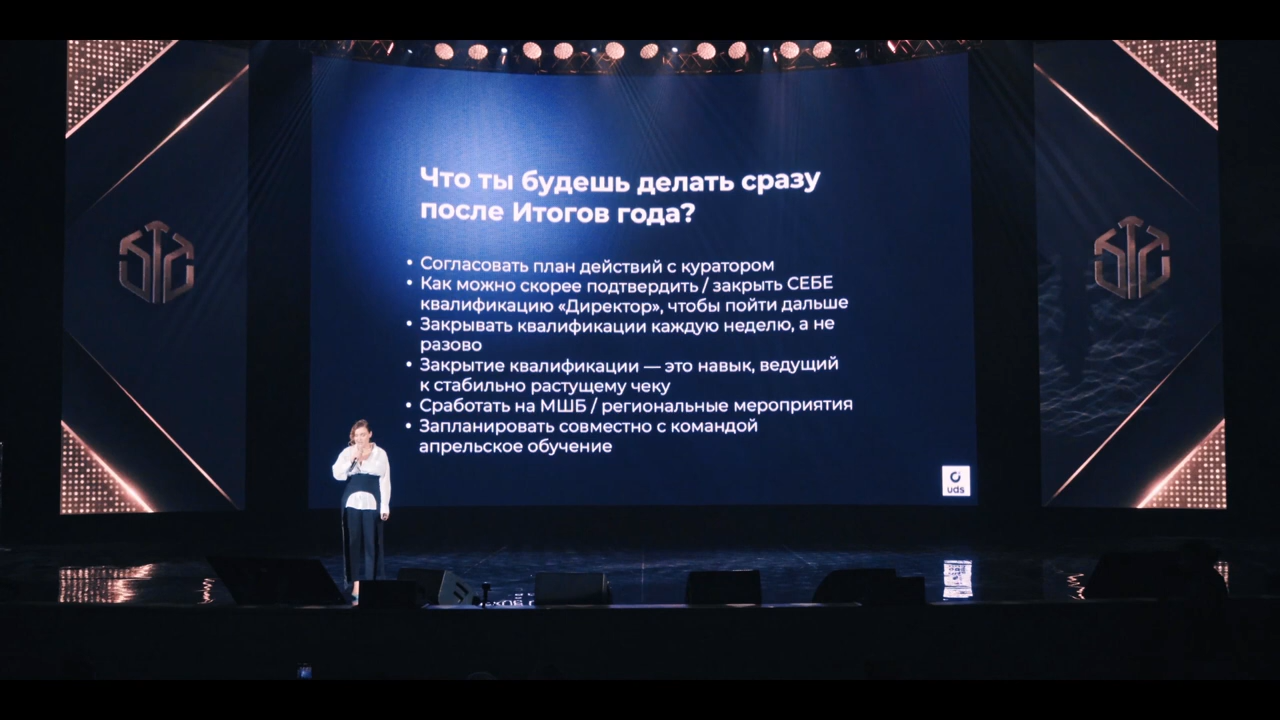 Что ты будешь делать сразу
после Итогов года?
• Согласовать план действий с куратором
• Как можно скорее подтвердить / закрыть СЕБЕ
квалификацию «Директор», чтобы пойти дальше
• Закрывать квалификации каждую неделю, а не
разово
• Закрытие квалификации — это навык, ведущий
к стабильно растущему чеку
• Сработать на МШБ / региональные мероприятия
• Запланировать совместно с командой
апрельское обучение
uds